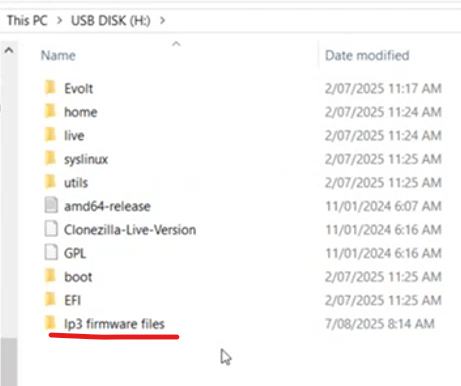 This PC > USB DISK (H:) >
Name Date modified
Evolt 2/07/2025 11:17 AM
home 2/07/2025 11:24 AM
live 2/07/2025 11:24 AM
syslinux 2/07/2025 11:25 AM
utils 2/07/2025 11:25 AM
amd64-release 11/01/2024 6:07 AM
Clonezilla-Live-Version 11/01/2024 6:16 AM
GPL 11/01/2024 6:16 AM
boot 2/07/2025 11:25 AM
EFI 2/07/2025 11:25 AM
lp3 firmware files 7/08/2025 8:14 AM